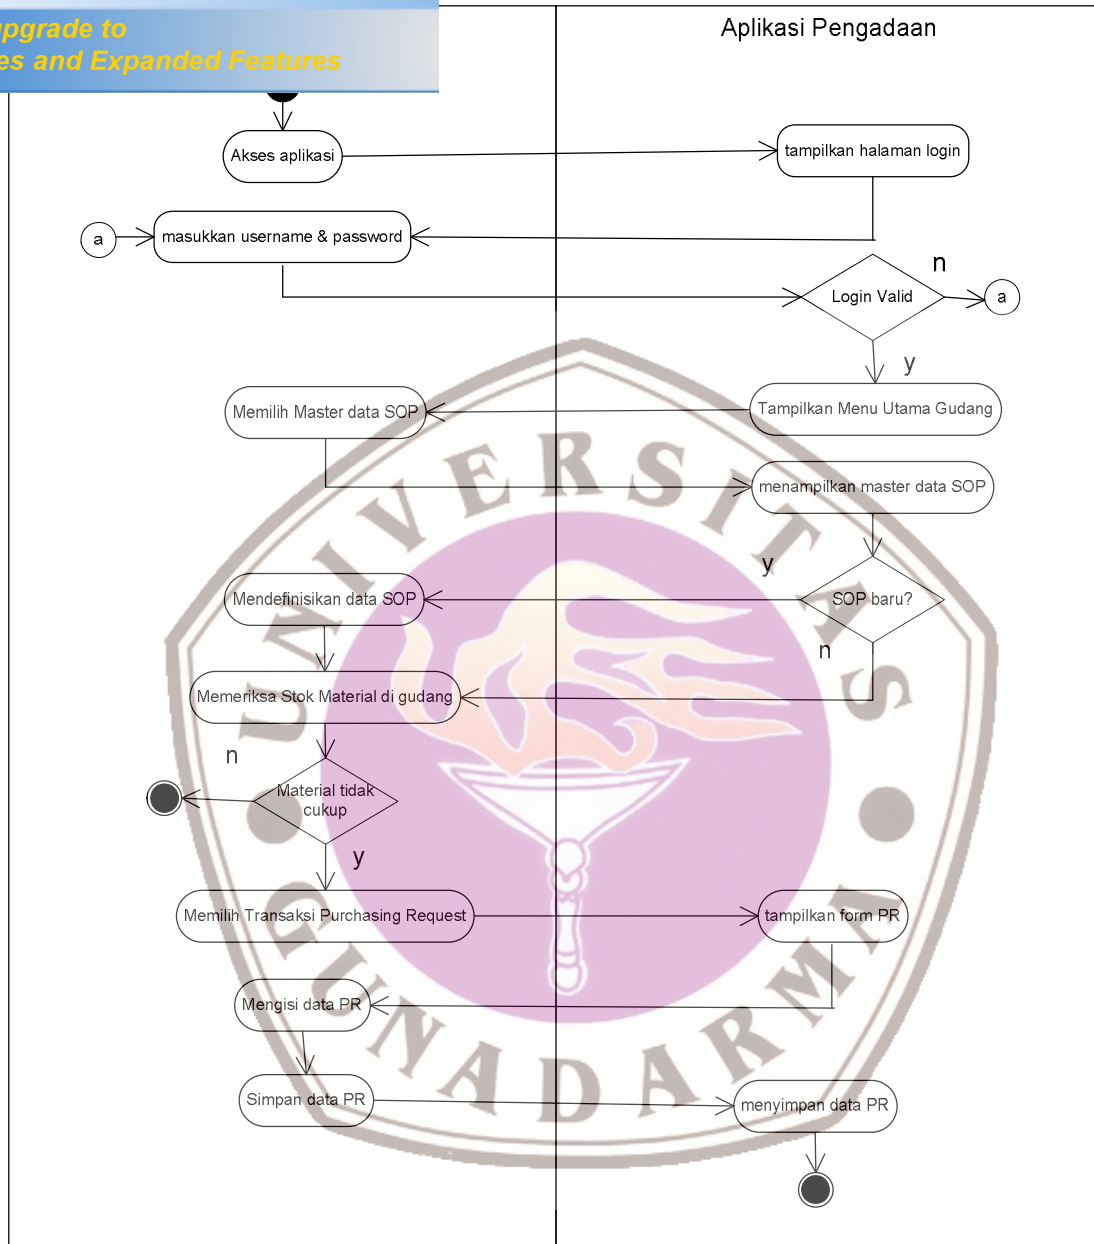 upgrade to
es and Expanded Features
Aplikasi Pengadaan
Akses aplikasi
tampilkan halaman login
a
masukkan username & password
n
Login Valid
a
y
Memilih Master data SOP
Tampilkan Menu Utama Gudang
menampilkan master data SOP
y
Mendefinisikan data SOP
SOP baru?
n
Memeriksa Stok Material di gudang
n
Material tidak
cukup
y
Memilih Transaksi Purchasing Request
tampilkan form PR
Mengisi data PR
Simpan data PR
menyimpan data PR
UNIVERSITAS
GUNADARMA